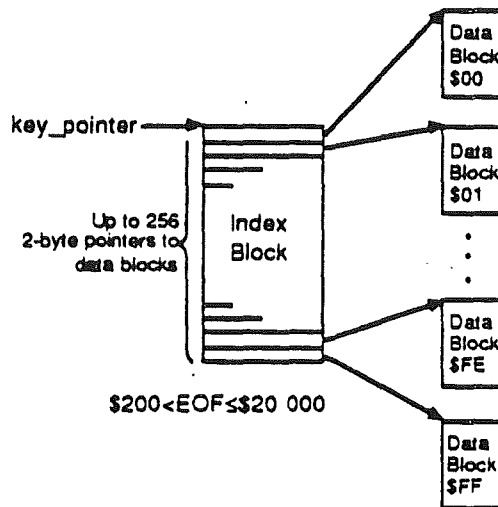 Data
Block
$00
key_pointer
Data
Block
$01
Up to 256
2-byte pointers to
data blocks
Index
Block
Data
Block
$FE
$200<EOF≤$20 000
Data
Block
$FF